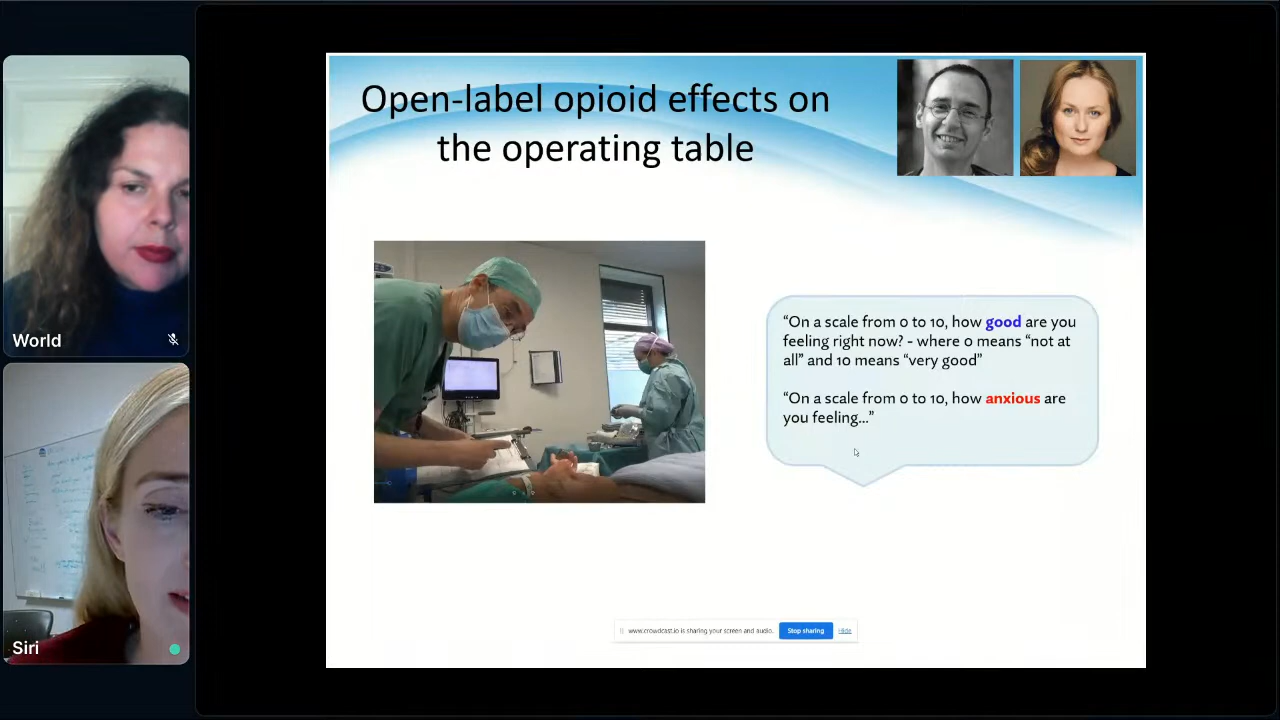 Open-label opioid effects on
the operating table
“On a scale from 0 to 10, how good are you
feeling right now? - where 0 means “not at
all” and 10 means “very good”
“On a scale from 0 to 10, how anxious are
you feeling...”
World
Siri
www.crowdcast.io is sharing your screen and audio.
Stop sharing
Hide